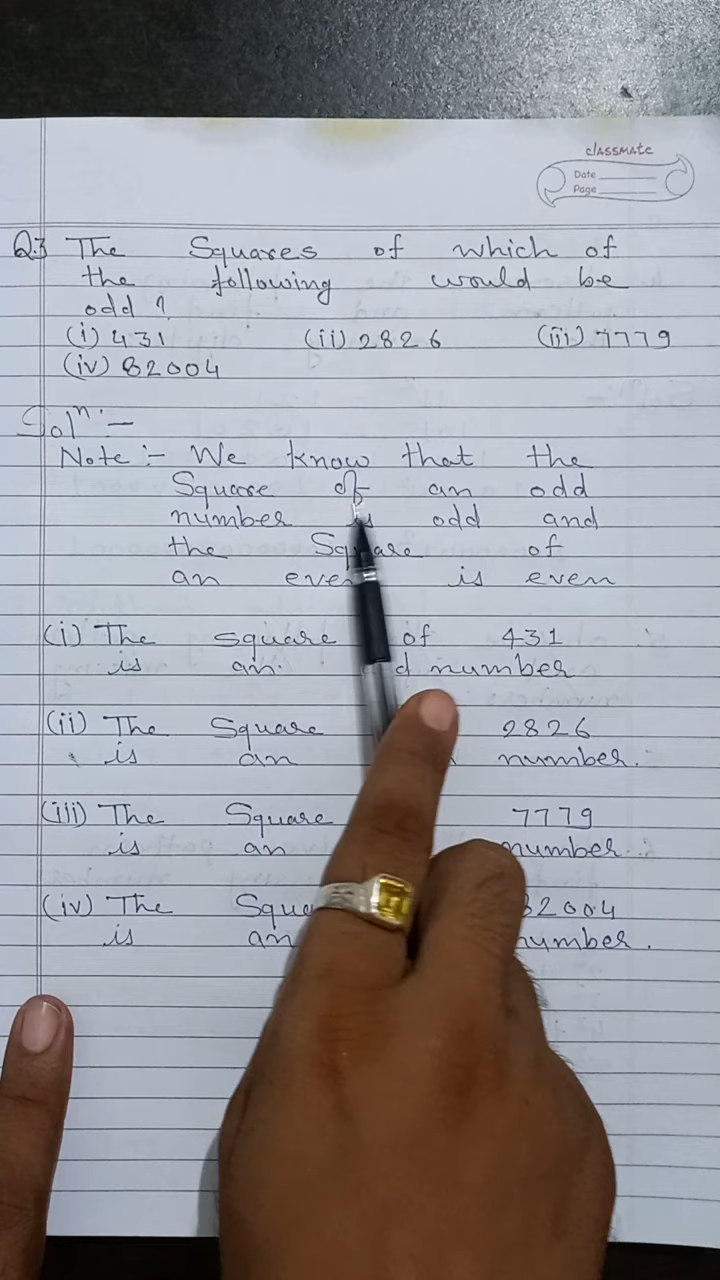 classmate
Date
Page
Q.3 The Squares of which of
the following would be
odd ?
(i) 431 (ii) 2826 (iii) 7779
(iv) 82004
Solⁿ:-
Note :- We know that the
Square of an odd
number is odd and
the Square of
an even is even
(i) The square of 431
is an number
(ii) The Square 2826
is an number.
(iii) The Square 7779
is an number.
(iv) The 82004
is an number.